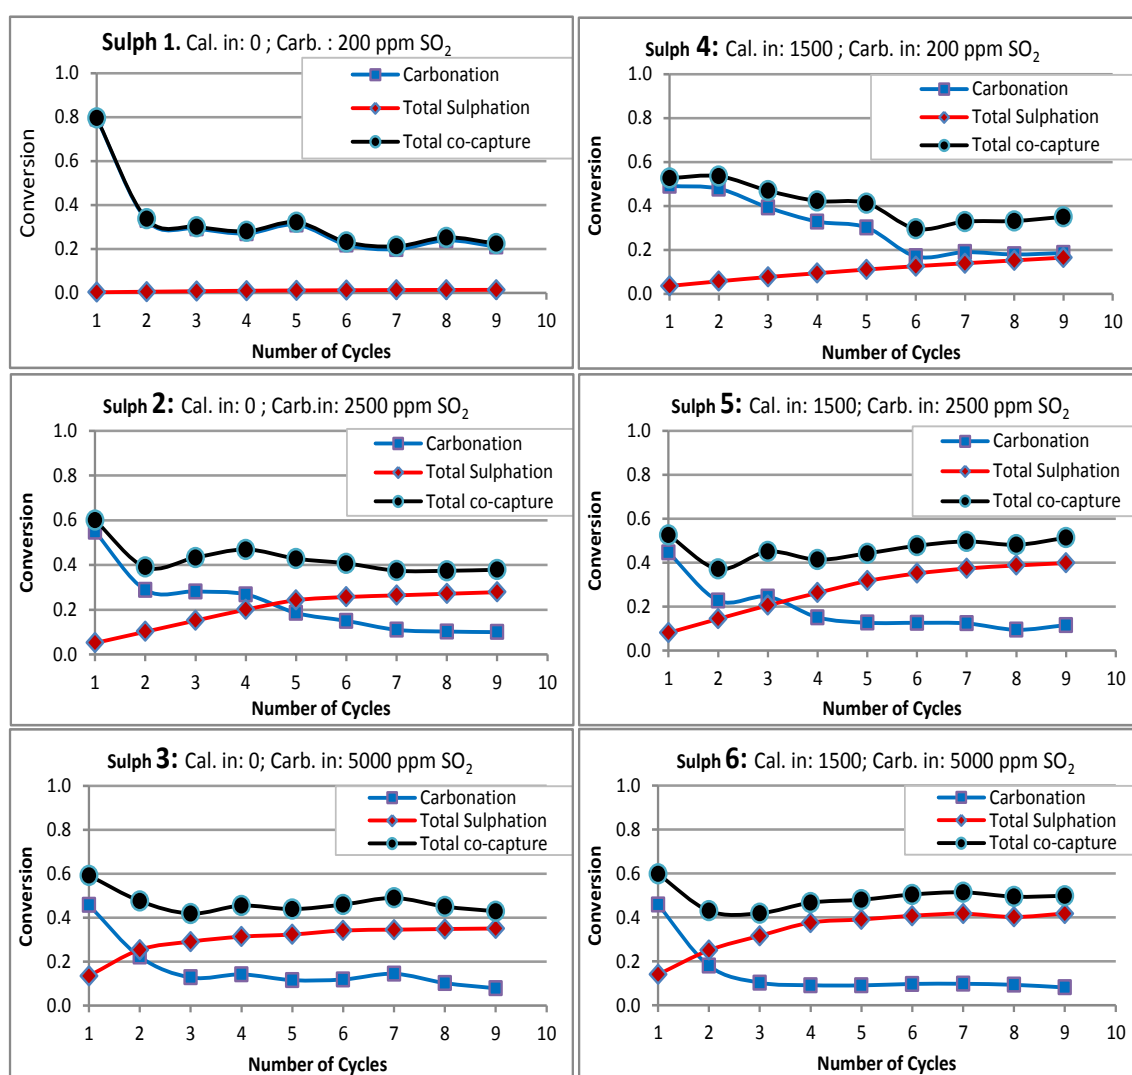 Sulph 1. Cal. in: 0 ; Carb. : 200 ppm SO₂
Carbonation
Total Sulphation
Total co-capture
Conversion
1.0
0.8
0.6
0.4
0.2
0.0
1 2 3 4 5 6 7 8 9 10
Number of Cycles
Sulph 4: Cal. in: 1500 ; Carb. in: 200 ppm SO₂
Carbonation
Total Sulphation
Total co-capture
Conversion
1.0
0.8
0.6
0.4
0.2
0.0
1 2 3 4 5 6 7 8 9 10
Number of Cycles
Sulph 2: Cal. in: 0 ; Carb.in: 2500 ppm SO₂
Carbonation
Total Sulphation
Total co-capture
Conversion
1.0
0.8
0.6
0.4
0.2
0.0
1 2 3 4 5 6 7 8 9 10
Number of Cycles
Sulph 5: Cal. in: 1500; Carb. in: 2500 ppm SO₂
Carbonation
Total Sulphation
Total co-capture
Conversion
1.0
0.8
0.6
0.4
0.2
0.0
1 2 3 4 5 6 7 8 9 10
Number of Cycles
Sulph 3: Cal. in: 0; Carb. in: 5000 ppm SO₂
Carbonation
Total Sulphation
Total co-capture
Conversion
1.0
0.8
0.6
0.4
0.2
0.0
1 2 3 4 5 6 7 8 9 10
Number of Cycles
Sulph 6: Cal. in: 1500; Carb. in: 5000 ppm SO₂
Carbonation
Total Sulphation
Total co-capture
Conversion
1.0
0.8
0.6
0.4
0.2
0.0
1 2 3 4 5 6 7 8 9 10
Number of Cycles